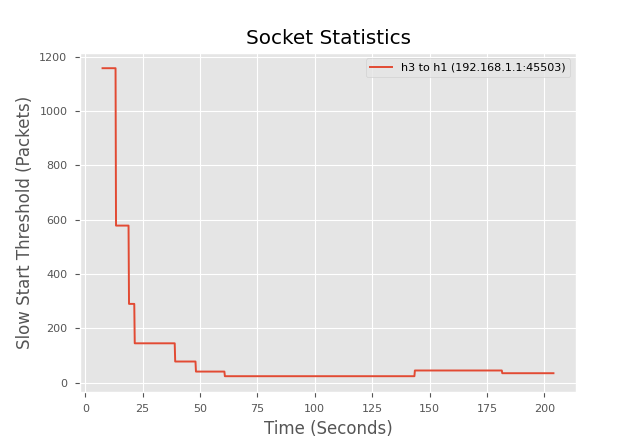 Socket Statistics
h3 to h1 (192.168.1.1:45503)
Slow Start Threshold (Packets)
1200
1000
800
600
400
200
0
0 25 50 75 100 125 150 175 200
Time (Seconds)